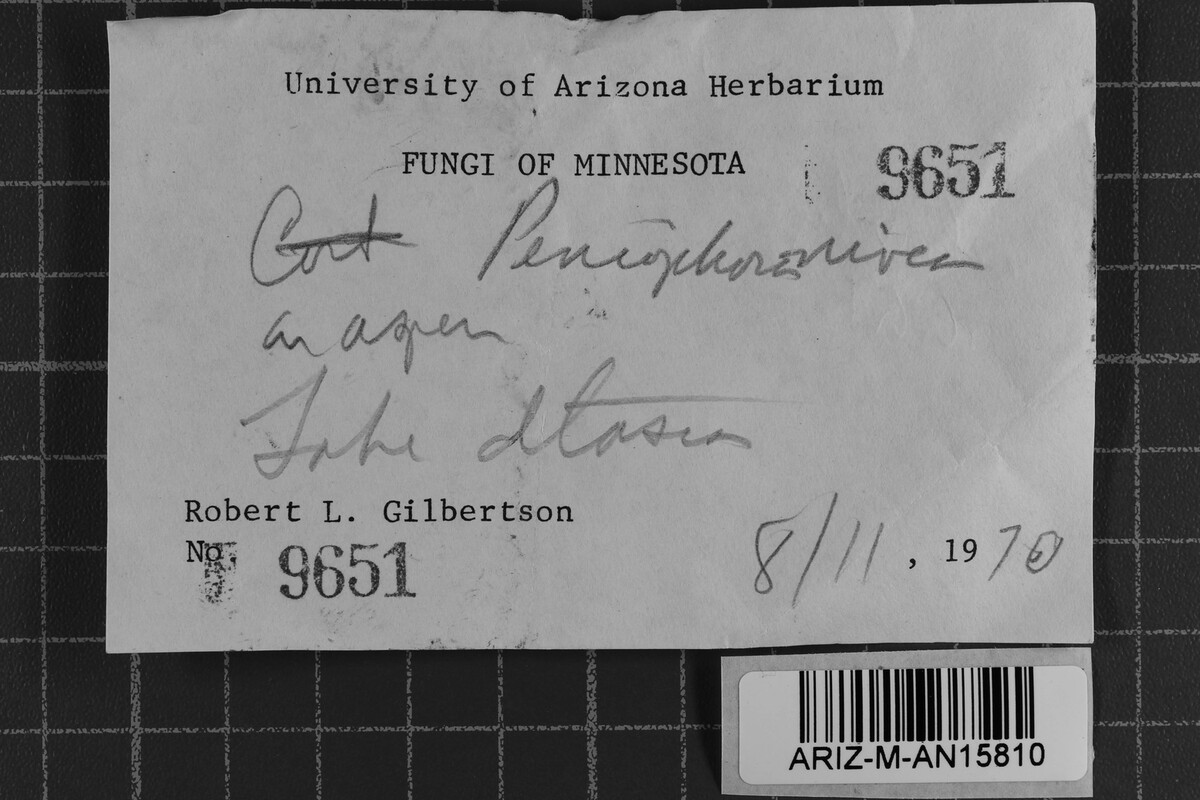 University of Arizona Herbarium
FUNGI OF MINNESOTA 9651
Cort Peniophora nivea
on aspen
Lake Itasca
Robert L. Gilbertson
No. 9651 8/11, 1970
ARIZ-M-AN15810